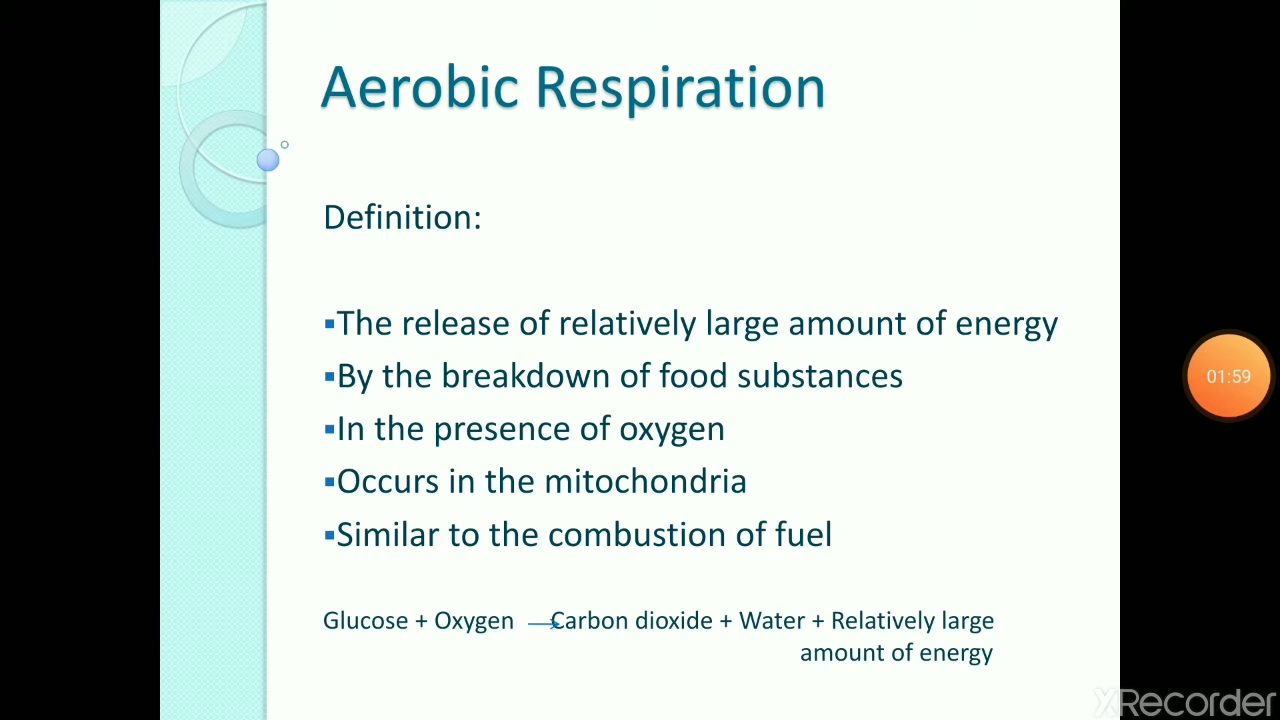 Aerobic Respiration
Definition:
▪The release of relatively large amount of energy
▪By the breakdown of food substances
▪In the presence of oxygen
▪Occurs in the mitochondria
▪Similar to the combustion of fuel
Glucose + Oxygen → Carbon dioxide + Water + Relatively large
amount of energy
01:59
XRecorder